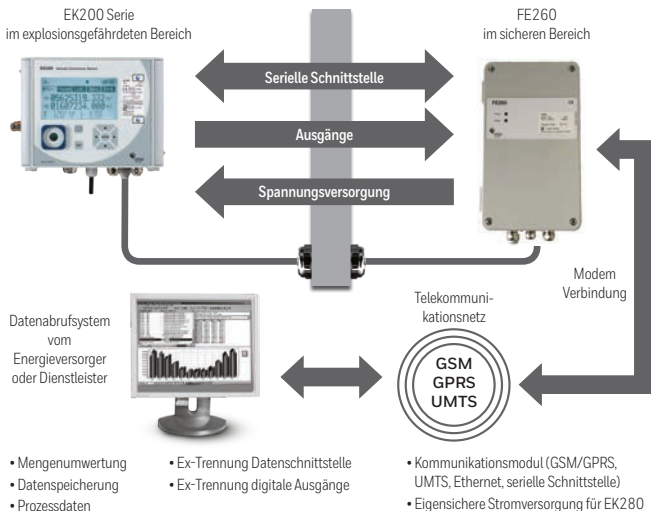 EK200 Serie
im explosionsgefährdeten Bereich
FE260
im sicheren Bereich
Serielle Schnittstelle
Ausgänge
Spannungsversorgung
FE260
Modem
Verbindung
Datenabrufsystem
vom
Energieversorger
oder Dienstleister
Telekommuni-
kationsnetz
GSM
GPRS
UMTS
• Mengenumwertung
• Datenspeicherung
• Prozessdaten
• Ex-Trennung Datenschnittstelle
• Ex-Trennung digitale Ausgänge
• Kommunikationsmodul (GSM/GPRS,
UMTS, Ethernet, serielle Schnittstelle)
• Eigensichere Stromversorgung für EK280